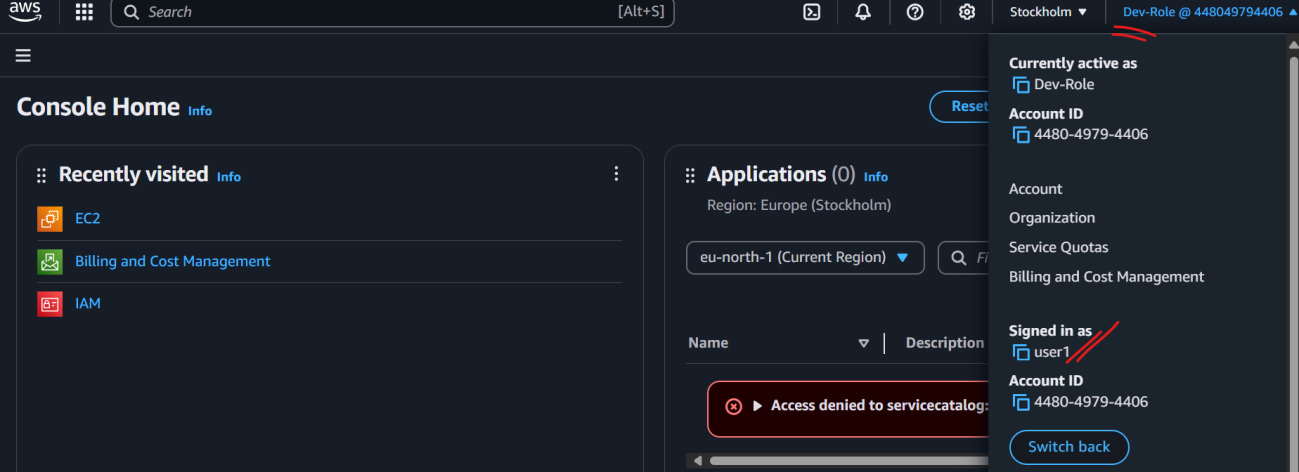 aws
Search [Alt+S] Stockholm ▼ Dev-Role @ 448049794406 ▲
Console Home Info
Reset
Recently visited Info
EC2
Billing and Cost Management
IAM
Applications (0) Info
Region: Europe (Stockholm)
eu-north-1 (Current Region) ▼
Name Description
Access denied to servicecatalog:
Currently active as
Dev-Role
Account ID
4480-4979-4406
Account
Organization
Service Quotas
Billing and Cost Management
Signed in as
user1
Account ID
4480-4979-4406
Switch back